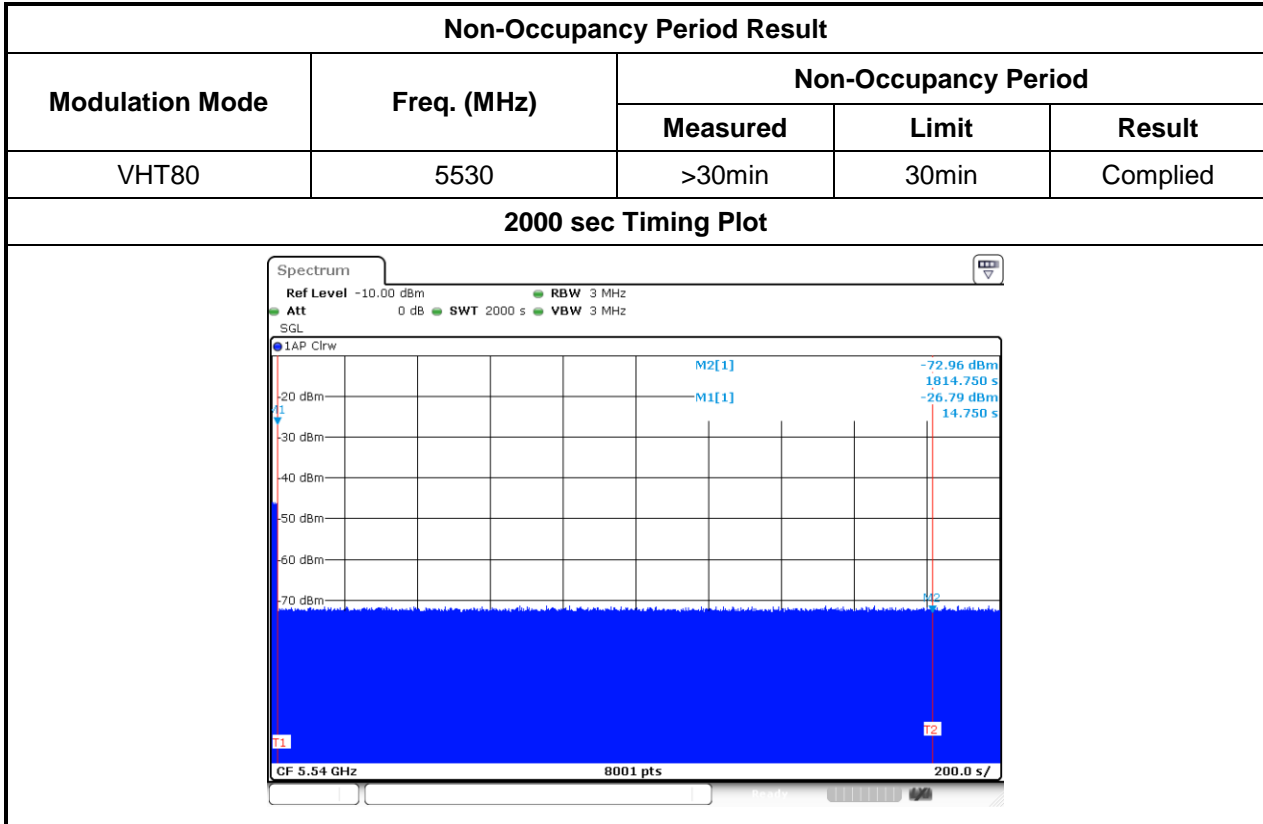 Non-Occupancy Period Result
Modulation Mode
Freq. (MHz)
Non-Occupancy Period
Measured
Limit
Result
VHT80
5530
>30min
30min
Complied
2000 sec Timing Plot
Spectrum
Ref Level -10.00 dBm
RBW 3 MHz
Att 0 dB SWT 2000 s VBW 3 MHz
SGL
1AP Clrw
M2[1] -72.96 dBm
1814.750 s
-20 dBm
M1[1] -26.79 dBm
14.750 s
M1
-30 dBm
-40 dBm
-50 dBm
-60 dBm
-70 dBm
M2
T2
T1
CF 5.54 GHz 8001 pts 200.0 s/
Ready